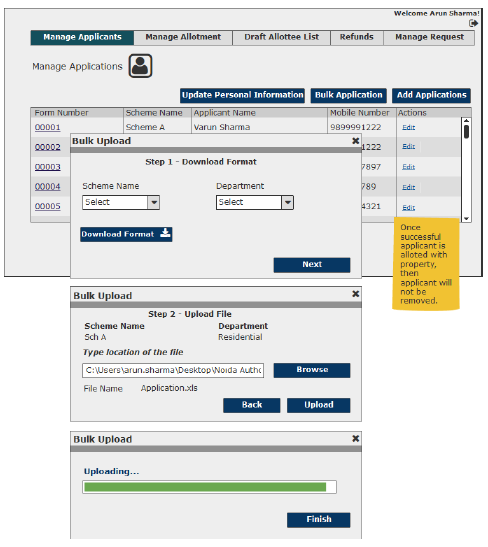 Welcome Arun Sharma!
Manage Applicants Manage Allotment Draft Allottee List Refunds Manage Request
Manage Applications
Update Personal Information Bulk Application Add Applications
Form Number Scheme Name Applicant Name Mobile Number Actions
00001 Scheme A Varun Sharma 9899991222 Edit
00002 1222 Edit
00003 7897 Edit
00004 789 Edit
00005 4321 Edit
Bulk Upload
Step 1 - Download Format
Scheme Name Department
Select Select
Download Format
Next
Once
successful
applicant is
alloted with
property,
then
applicant will
not be
removed.
Bulk Upload
Step 2 - Upload File
Scheme Name Department
Sch A Residential
Type location of the file
C:\Users\arun.sharma\Desktop\Noida Autho Browse
File Name Application.xls
Back Upload
Bulk Upload
Uploading...
Finish